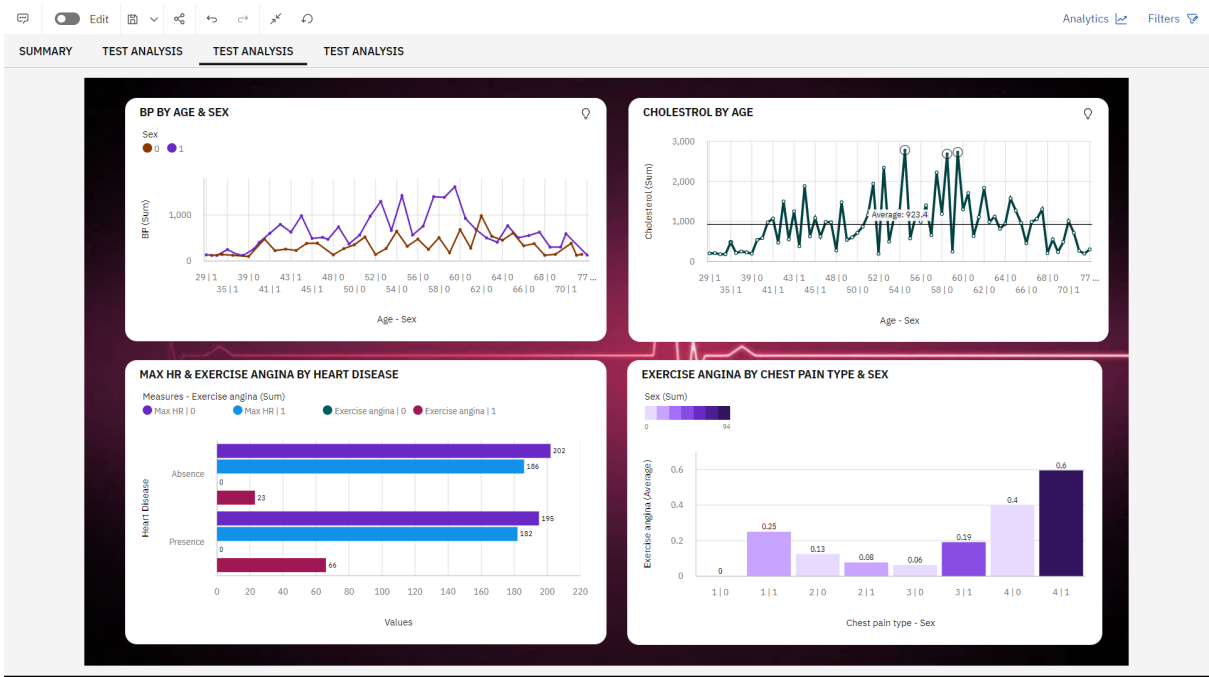 Edit
Analytics
Filters
SUMMARY
TEST ANALYSIS
TEST ANALYSIS
TEST ANALYSIS
BP BY AGE & SEX
Sex
0
1
BP (Sum)
1,000
0
29 | 1 39 | 0 43 | 1 48 | 0 52 | 0 56 | 0 60 | 0 64 | 0 68 | 0 77 ...
35 | 1 41 | 1 45 | 1 50 | 0 54 | 0 58 | 0 62 | 0 66 | 0 70 | 1
Age - Sex
CHOLESTROL BY AGE
Cholesterol (Sum)
3,000
2,000
1,000
0
Average: 923.4
29 | 1 39 | 0 43 | 1 48 | 0 52 | 0 56 | 0 60 | 0 64 | 0 68 | 0 77 ...
35 | 1 41 | 1 45 | 1 50 | 0 54 | 0 58 | 0 62 | 0 66 | 0 70 | 1
Age - Sex
MAX HR & EXERCISE ANGINA BY HEART DISEASE
Measures - Exercise angina (Sum)
Max HR | 0 Max HR | 1 Exercise angina | 0 Exercise angina | 1
Heart Disease
Absence
202
186
0
23
Presence
195
182
0
66
0 20 40 60 80 100 120 140 160 180 200 220
Values
EXERCISE ANGINA BY CHEST PAIN TYPE & SEX
Sex (Sum)
0 94
Exercise angina (Average)
0.6
0.4
0.2
0
0 0.25 0.13 0.08 0.06 0.19 0.4 0.6
1 | 0 1 | 1 2 | 0 2 | 1 3 | 0 3 | 1 4 | 0 4 | 1
Chest pain type - Sex